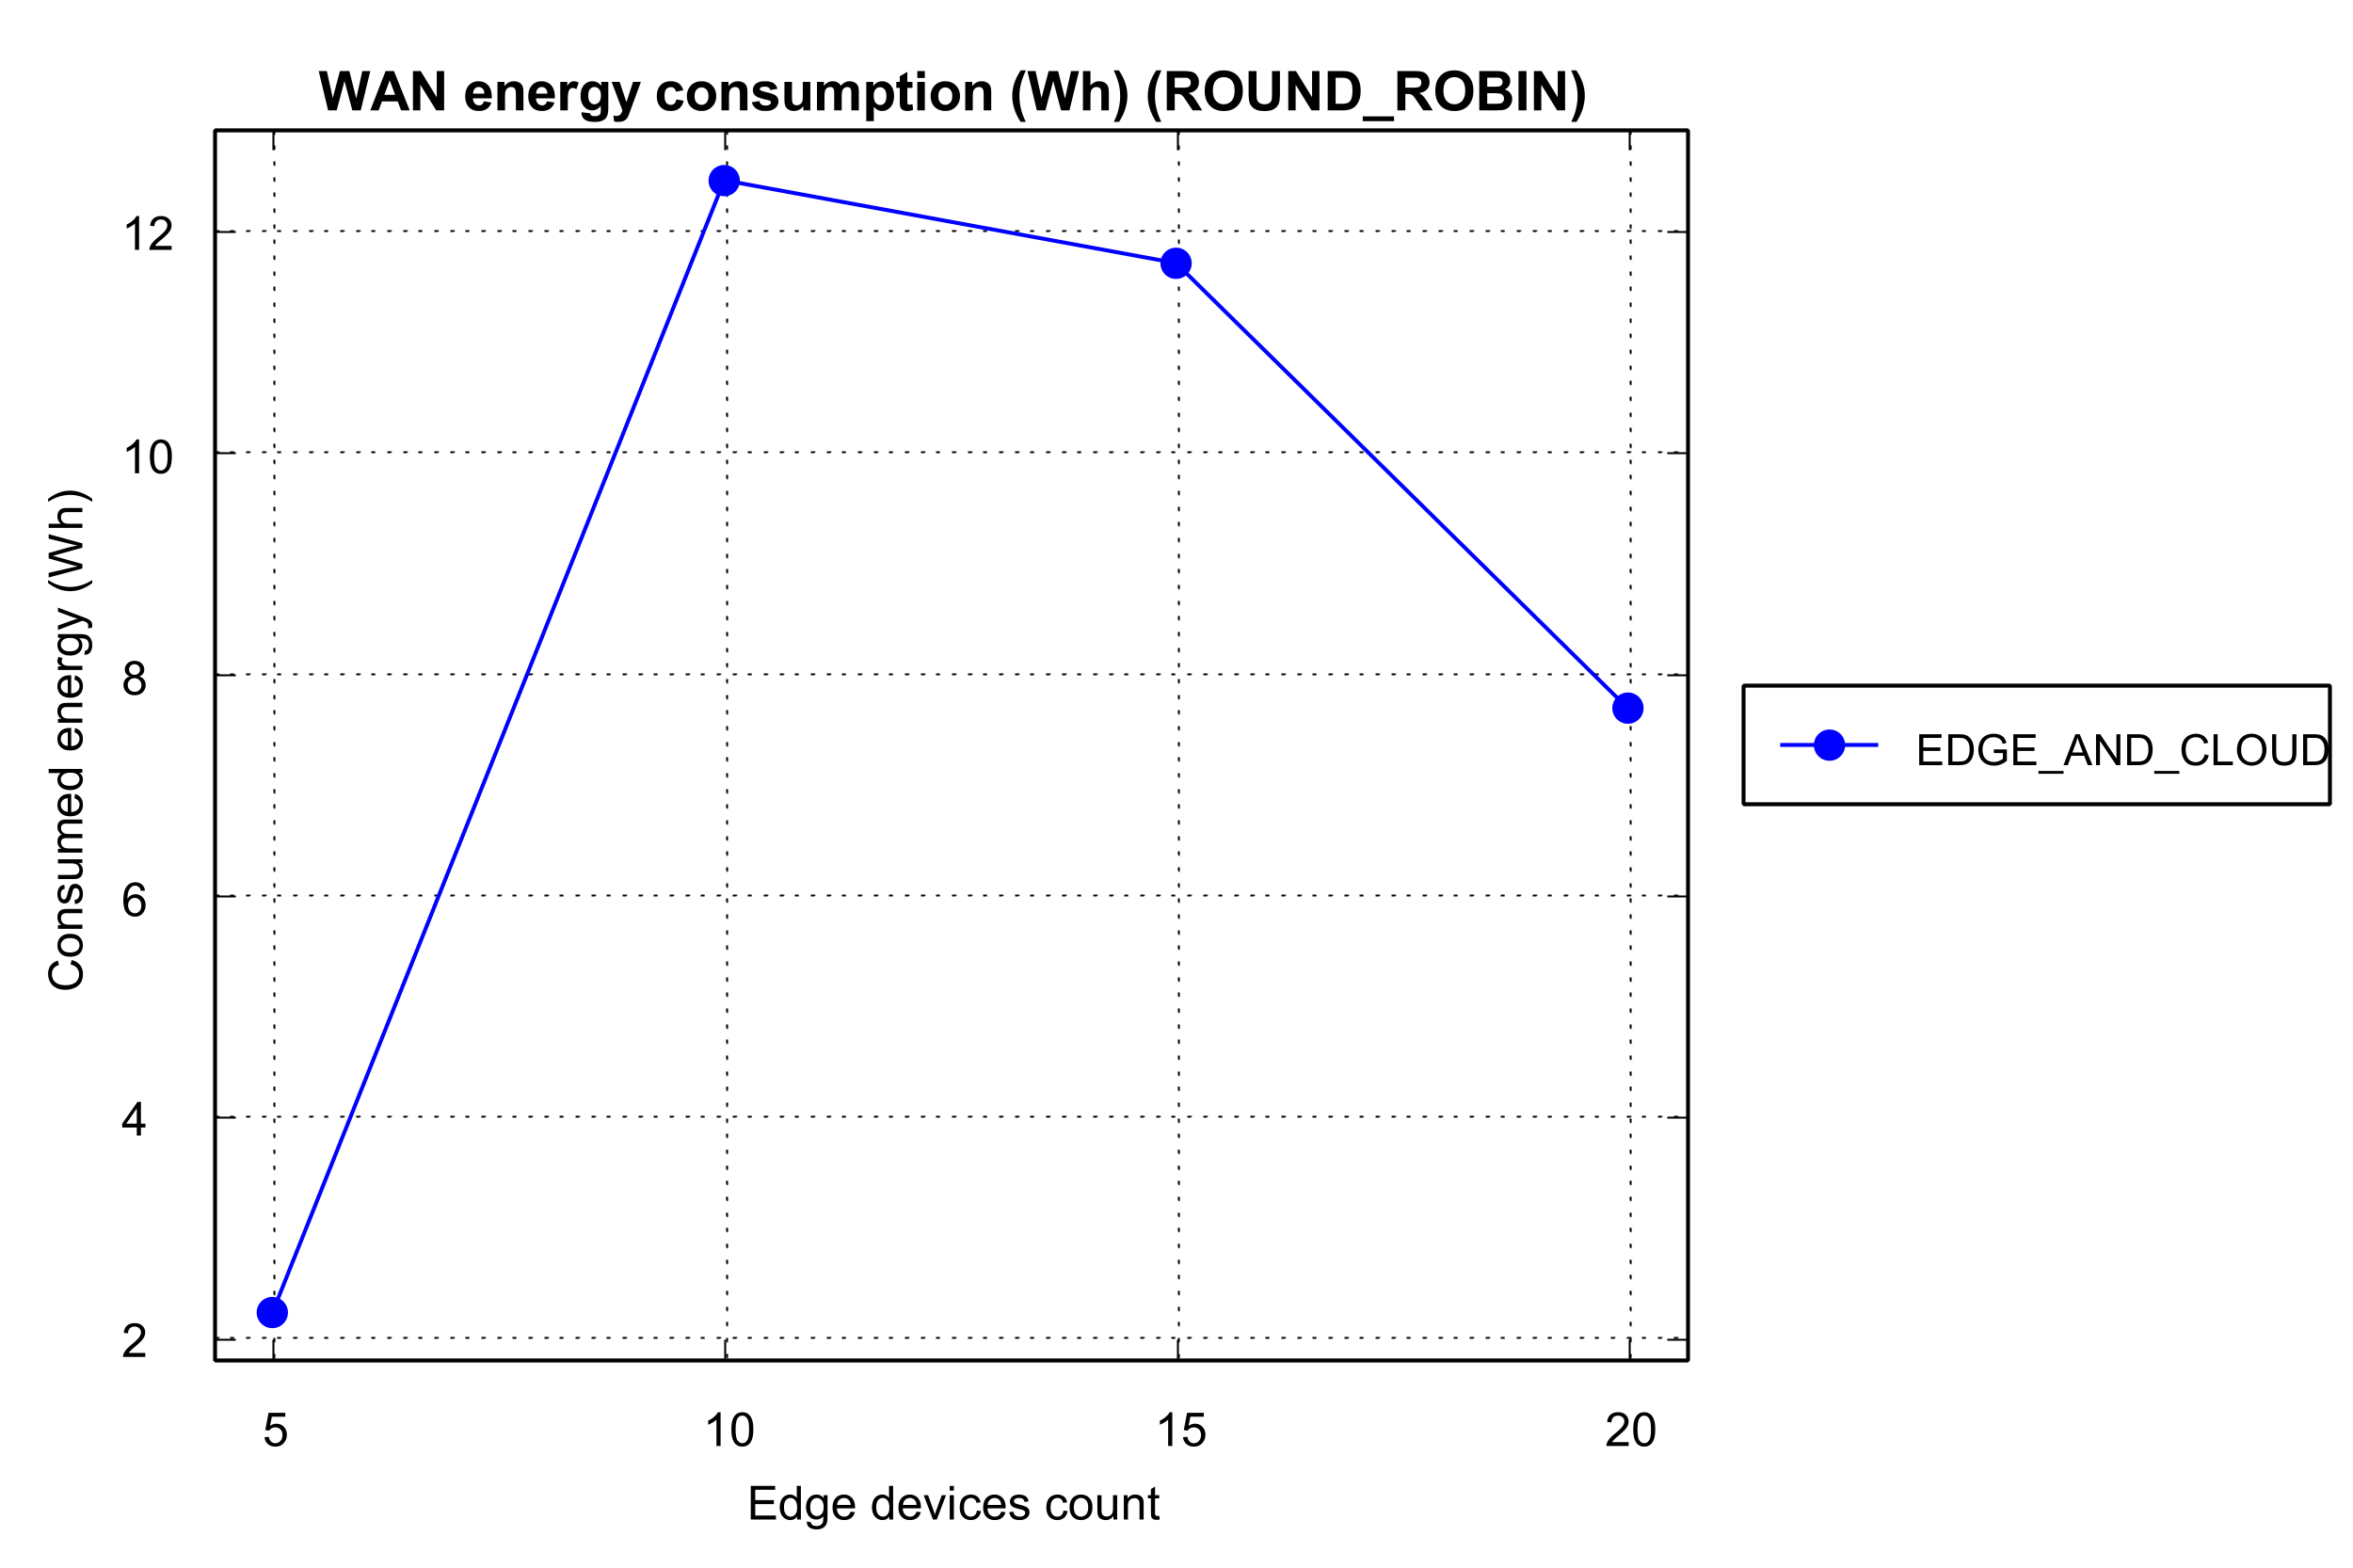 WAN energy consumption (Wh) (ROUND_ROBIN)
12
10
8
6
4
2
Consumed energy (Wh)
5 10 15 20
Edge devices count
EDGE_AND_CLOUD